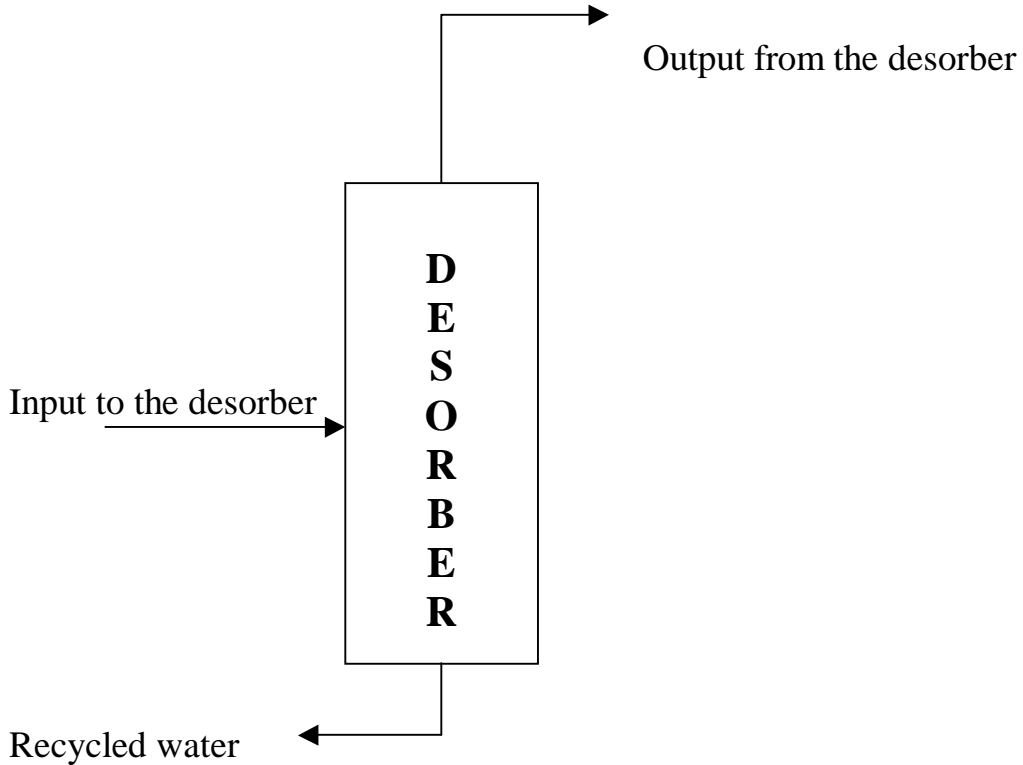 Output from the desorber
D
E
S
O
R
B
E
R
Input to the desorber
Recycled water